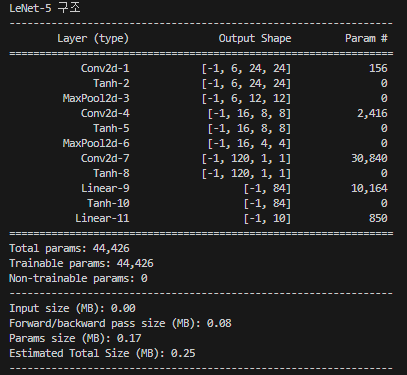 LeNet-5 구조
----------------------------------------------------------------
Layer (type) Output Shape Param #
================================================================
Conv2d-1 [-1, 6, 24, 24] 156
Tanh-2 [-1, 6, 24, 24] 0
MaxPool2d-3 [-1, 6, 12, 12] 0
Conv2d-4 [-1, 16, 8, 8] 2,416
Tanh-5 [-1, 16, 8, 8] 0
MaxPool2d-6 [-1, 16, 4, 4] 0
Conv2d-7 [-1, 120, 1, 1] 30,840
Tanh-8 [-1, 120, 1, 1] 0
Linear-9 [-1, 84] 10,164
Tanh-10 [-1, 84] 0
Linear-11 [-1, 10] 850
================================================================
Total params: 44,426
Trainable params: 44,426
Non-trainable params: 0
----------------------------------------------------------------
Input size (MB): 0.00
Forward/backward pass size (MB): 0.08
Params size (MB): 0.17
Estimated Total Size (MB): 0.25
----------------------------------------------------------------